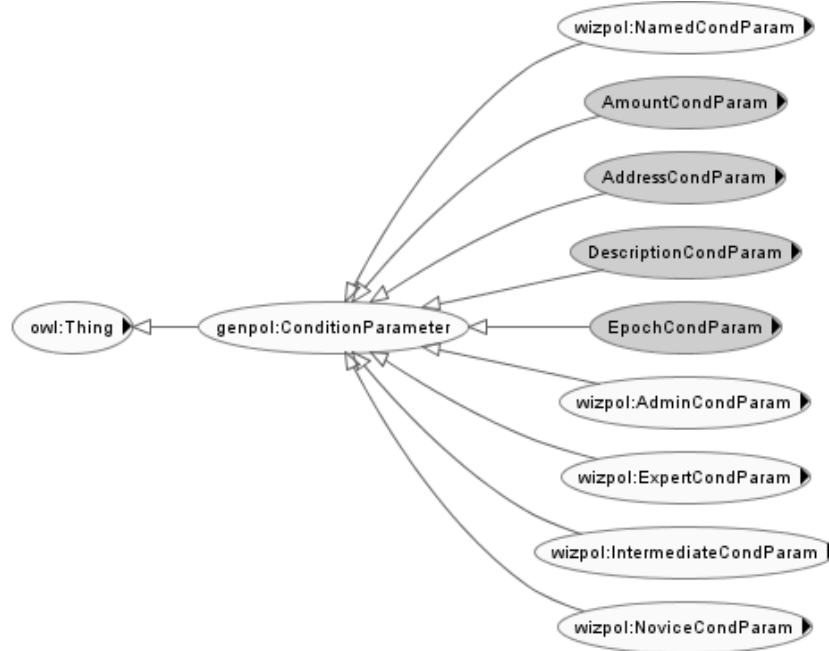 wizpol:NamedCondParam
AmountCondParam
AddressCondParam
DescriptionCondParam
owl:Thing
genpol:ConditionParameter
EpochCondParam
wizpol:AdminCondParam
wizpol:ExpertCondParam
wizpol:IntermediateCondParam
wizpol:NoviceCondParam